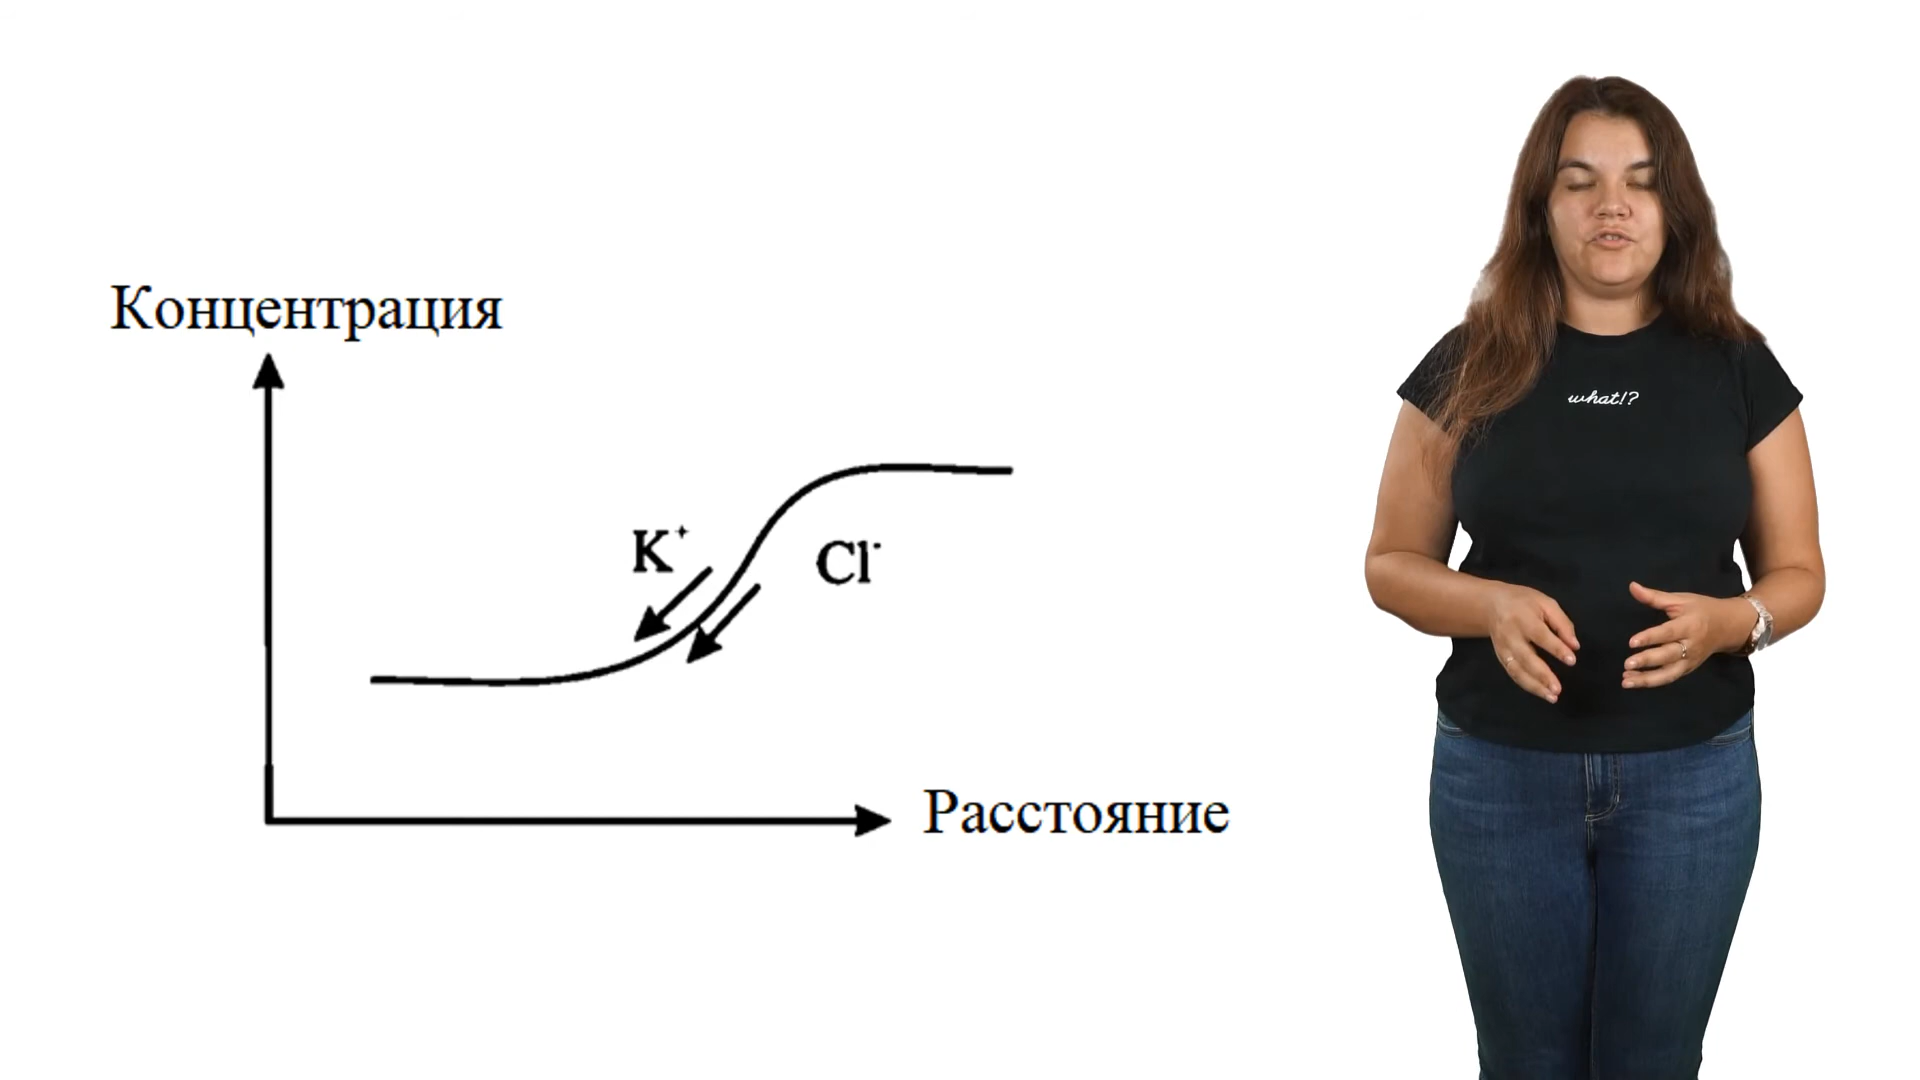 Концентрация
K⁺
Cl⁻
Расстояние
what!?